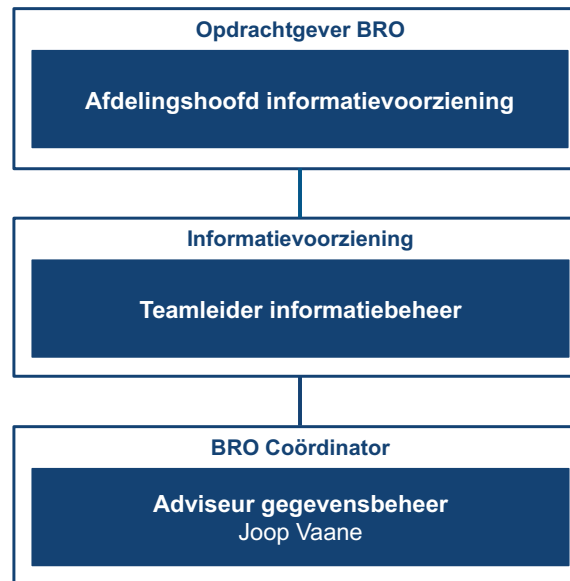 Opdrachtgever BRO
Afdelingshoofd informatievoorziening
Informatievoorziening
Teamleider informatiebeheer
BRO Coördinator
Adviseur gegevensbeheer
Joop Vaane